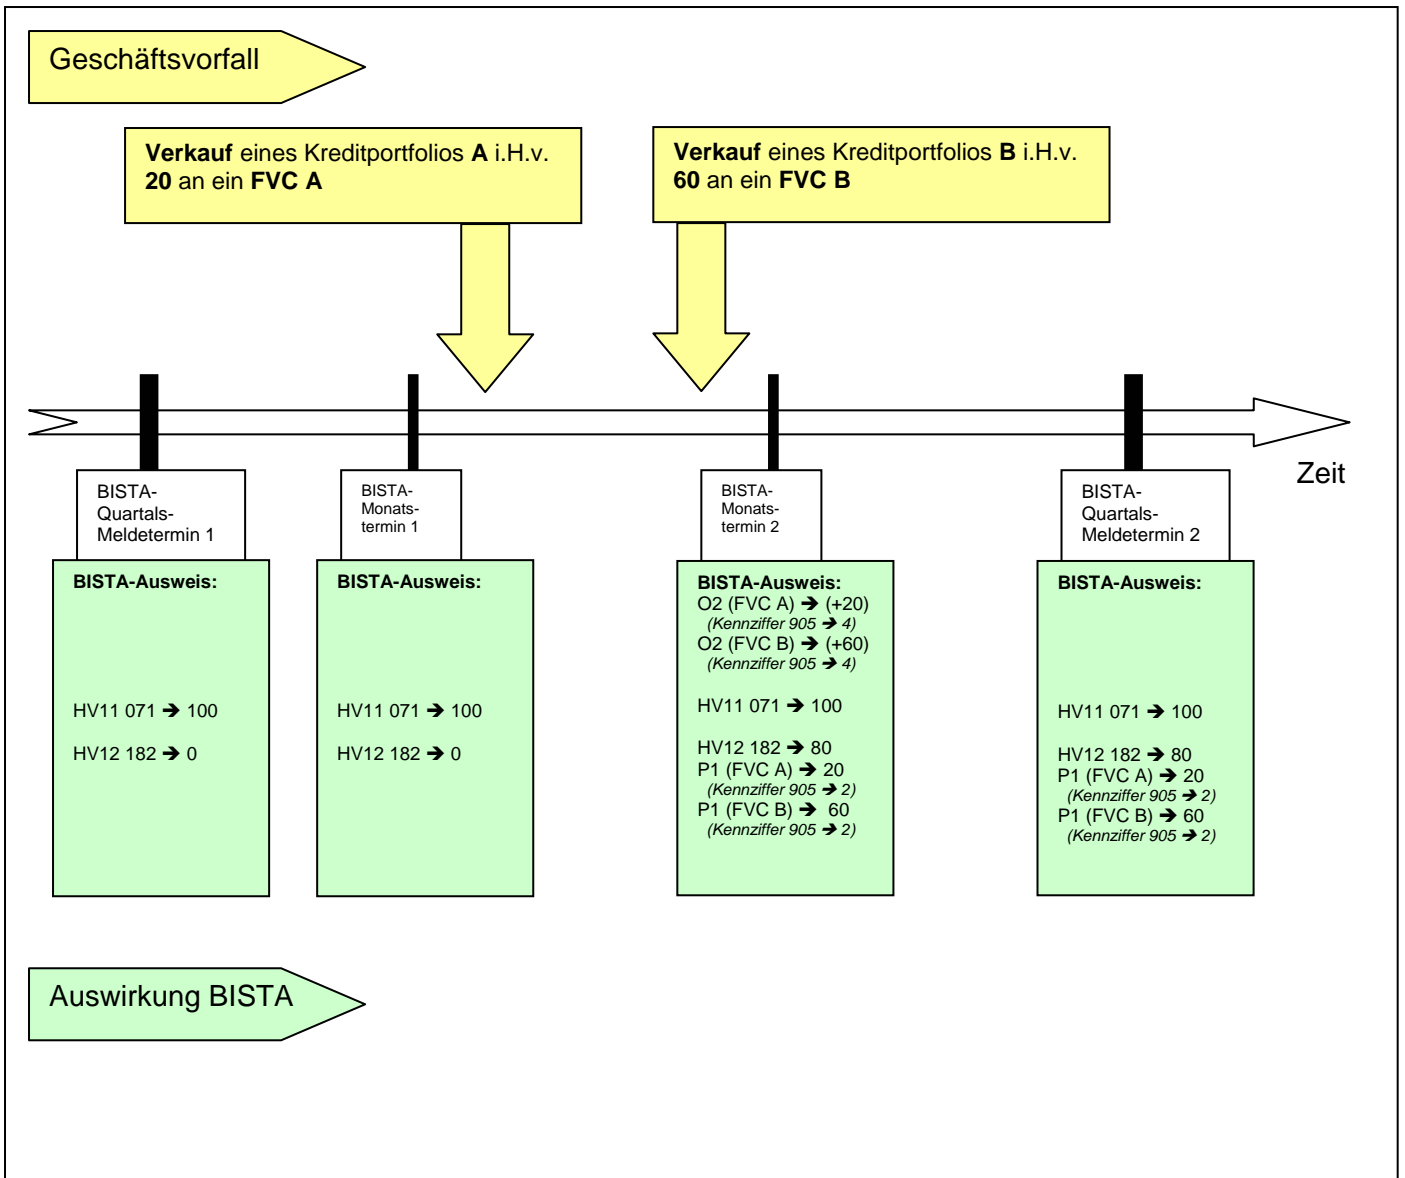 Geschäftsvorfall
Verkauf eines Kreditportfolios A i.H.v.
20 an ein FVC A
Verkauf eines Kreditportfolios B i.H.v.
60 an ein FVC B
Zeit
BISTA-
Quartals-
Meldetermin 1
BISTA-
Monats-
termin 1
BISTA-
Monats-
termin 2
BISTA-
Quartals-
Meldetermin 2
BISTA-Ausweis:
HV11 071 ➔ 100
HV12 182 ➔ 0
BISTA-Ausweis:
HV11 071 ➔ 100
HV12 182 ➔ 0
BISTA-Ausweis:
O2 (FVC A) ➔ (+20)
(Kennziffer 905 ➔ 4)
O2 (FVC B) ➔ (+60)
(Kennziffer 905 ➔ 4)
HV11 071 ➔ 100
HV12 182 ➔ 80
P1 (FVC A) ➔ 20
(Kennziffer 905 ➔ 2)
P1 (FVC B) ➔ 60
(Kennziffer 905 ➔ 2)
BISTA-Ausweis:
HV11 071 ➔ 100
HV12 182 ➔ 80
P1 (FVC A) ➔ 20
(Kennziffer 905 ➔ 2)
P1 (FVC B) ➔ 60
(Kennziffer 905 ➔ 2)
Auswirkung BISTA